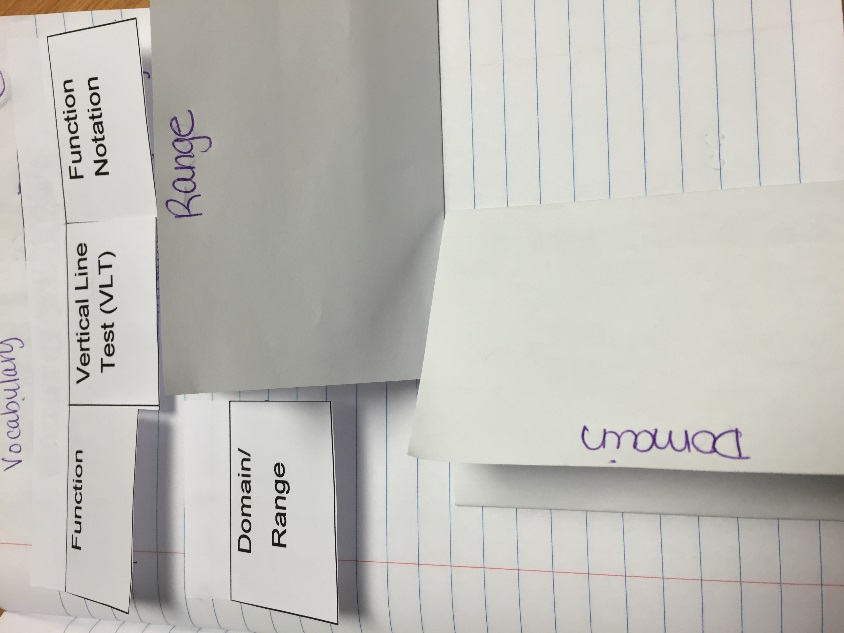 Vocabulary
Function
Vertical Line
Test (VLT)
Function
Notation
Domain/
Range
Range
Domain